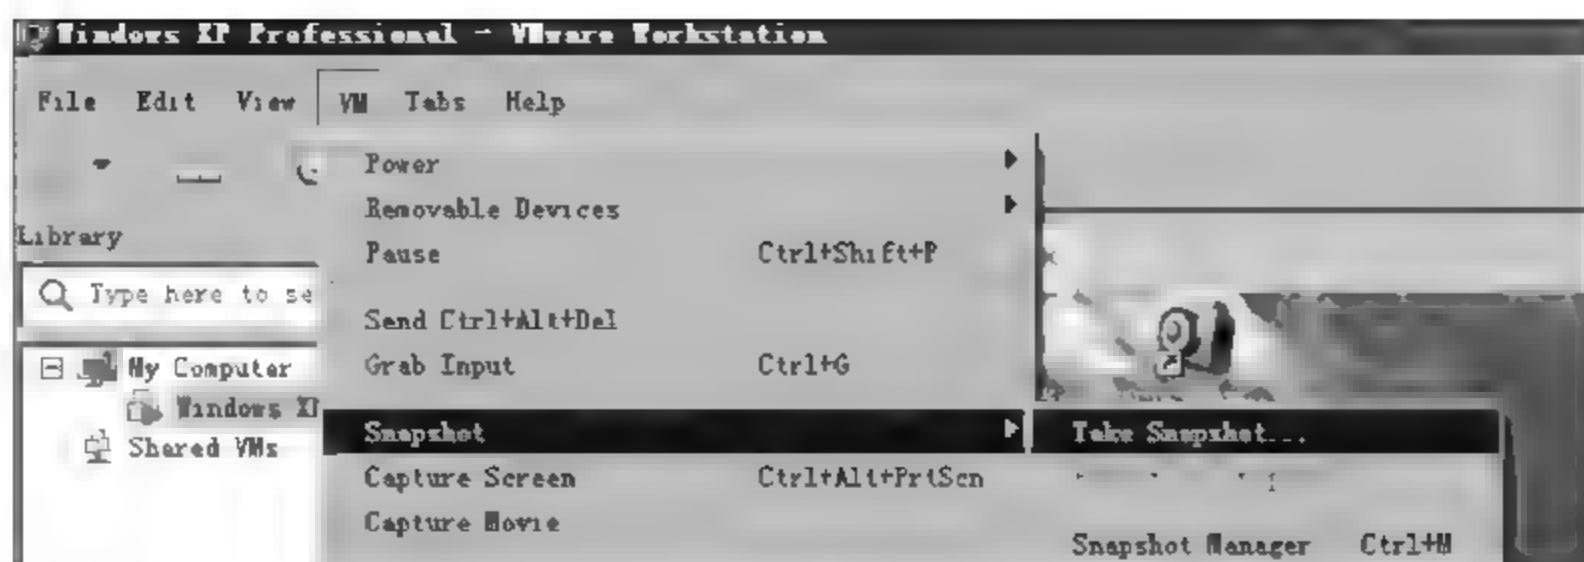 Windows XP Professional - VMware Workstation
File Edit View VM Tabs Help
Power
Removable Devices
Library
Pause Ctrl+Shift+P
Type here to se
Send Ctrl+Alt+Del
My Computer Grab Input Ctrl+G
Windows XP
Snapshot Take Snapshot...
Shared VMs
Capture Screen Ctrl+Alt+PrtScn
Capture Movie
Snapshot Manager Ctrl+M